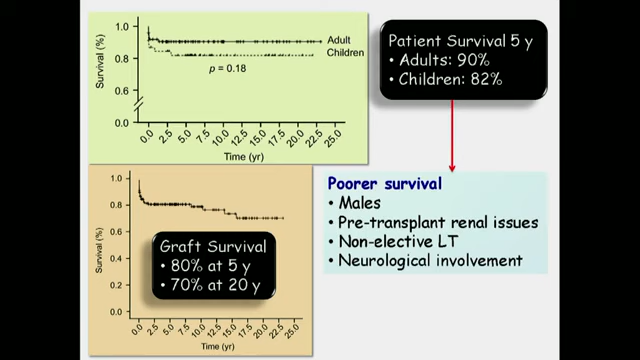 1.0
0.8
0.6
0.0
Survival (%)
Adult
Children
p = 0.18
0.0 2.5 5.0 7.5 10.0 12.5 15.0 17.5 20.0 22.5 25.0
Time (yr)
Patient Survival 5 y
• Adults: 90%
• Children: 82%
Poorer survival
• Males
• Pre-transplant renal issues
• Non-elective LT
• Neurological involvement
1.0
0.8
0.6
0.4
0.2
0.0
Survival (%)
Graft Survival
• 80% at 5 y
• 70% at 20 y
0.0 2.5 5.0 7.5 10.0 12.5 15.0 17.5 20.0 22.5 25.0
Time (yr)